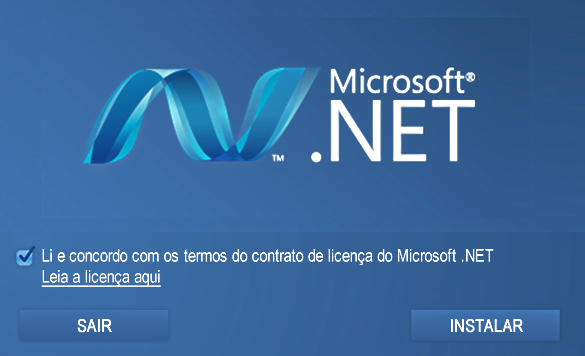 Microsoft®
.NET
™
Li e concordo com os termos do contrato de licença do Microsoft .NET
Leia a licença aqui
SAIR
INSTALAR